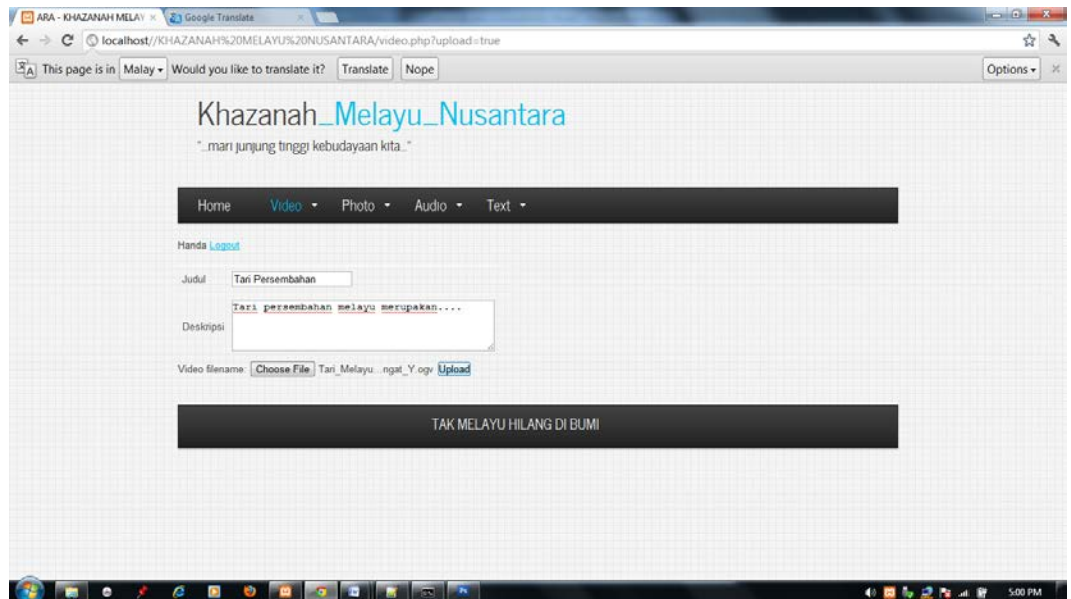 ARA - KHAZANAH MELAY
Google Translate
localhost//KHAZANAH%20MELAYU%20NUSANTARA/video.php?upload=true
This page is in Malay Would you like to translate it? Translate Nope Options
Khazanah_Melayu_Nusantara
"...mari junjung tinggi kebudayaan kita..."
Home Video Photo Audio Text
Handa Logout
Judul Tari Persembahan
Deskripsi Tari persembahan melayu merupakan....
Video filename: Choose File Tari_Melayu...ngat_Y.ogv Upload
TAK MELAYU HILANG DI BUMI
5:00 PM